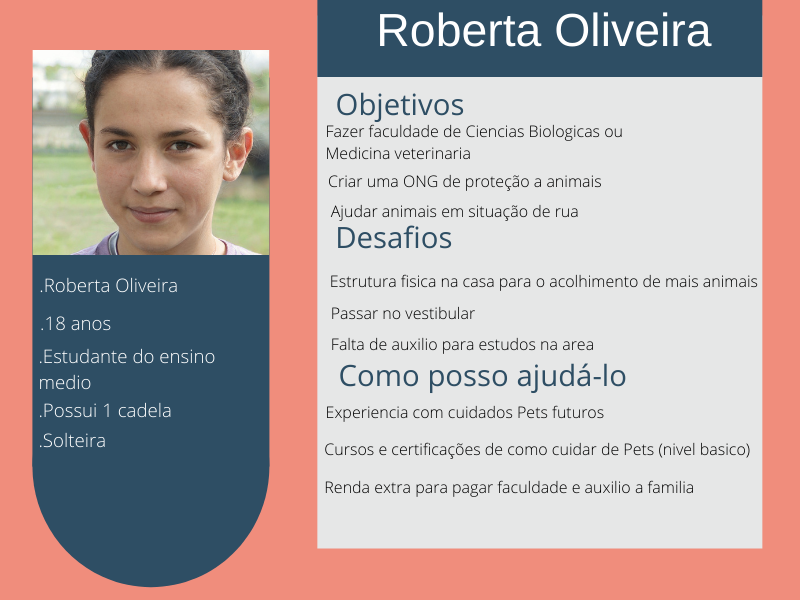 Roberta Oliveira
.Roberta Oliveira
.18 anos
.Estudante do ensino
medio
.Possui 1 cadela
.Solteira
Objetivos
Fazer faculdade de Ciencias Biologicas ou
Medicina veterinaria
Criar uma ONG de proteção a animais
Ajudar animais em situação de rua
Desafios
Estrutura fisica na casa para o acolhimento de mais animais
Passar no vestibular
Falta de auxilio para estudos na area
Como posso ajudá-lo
Experiencia com cuidados Pets futuros
Cursos e certificações de como cuidar de Pets (nivel basico)
Renda extra para pagar faculdade e auxilio a familia